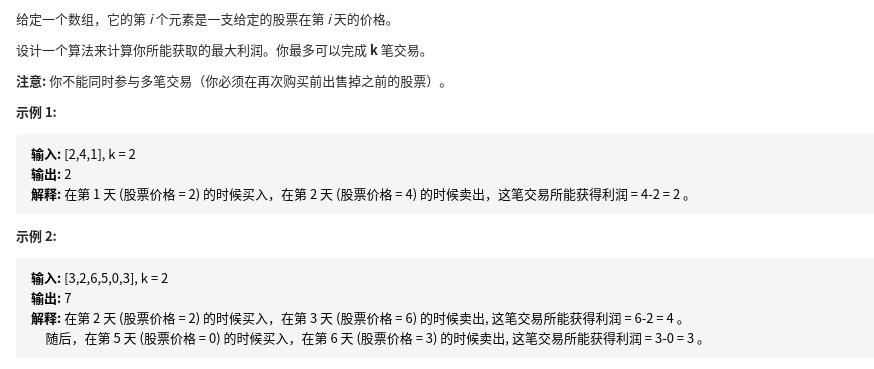 给定一个数组，它的第 i 个元素是一支给定的股票在第 i 天的价格。
设计一个算法来计算你所能获取的最大利润。你最多可以完成 k 笔交易。
注意: 你不能同时参与多笔交易（你必须在再次购买前出售掉之前的股票）。
示例 1:
输入: [2,4,1], k = 2
输出: 2
解释: 在第 1 天 (股票价格 = 2) 的时候买入，在第 2 天 (股票价格 = 4) 的时候卖出，这笔交易所能获得利润 = 4-2 = 2 。
示例 2:
输入: [3,2,6,5,0,3], k = 2
输出: 7
解释: 在第 2 天 (股票价格 = 2) 的时候买入，在第 3 天 (股票价格 = 6) 的时候卖出, 这笔交易所能获得利润 = 6-2 = 4 。
随后，在第 5 天 (股票价格 = 0) 的时候买入，在第 6 天 (股票价格 = 3) 的时候卖出, 这笔交易所能获得利润 = 3-0 = 3 。